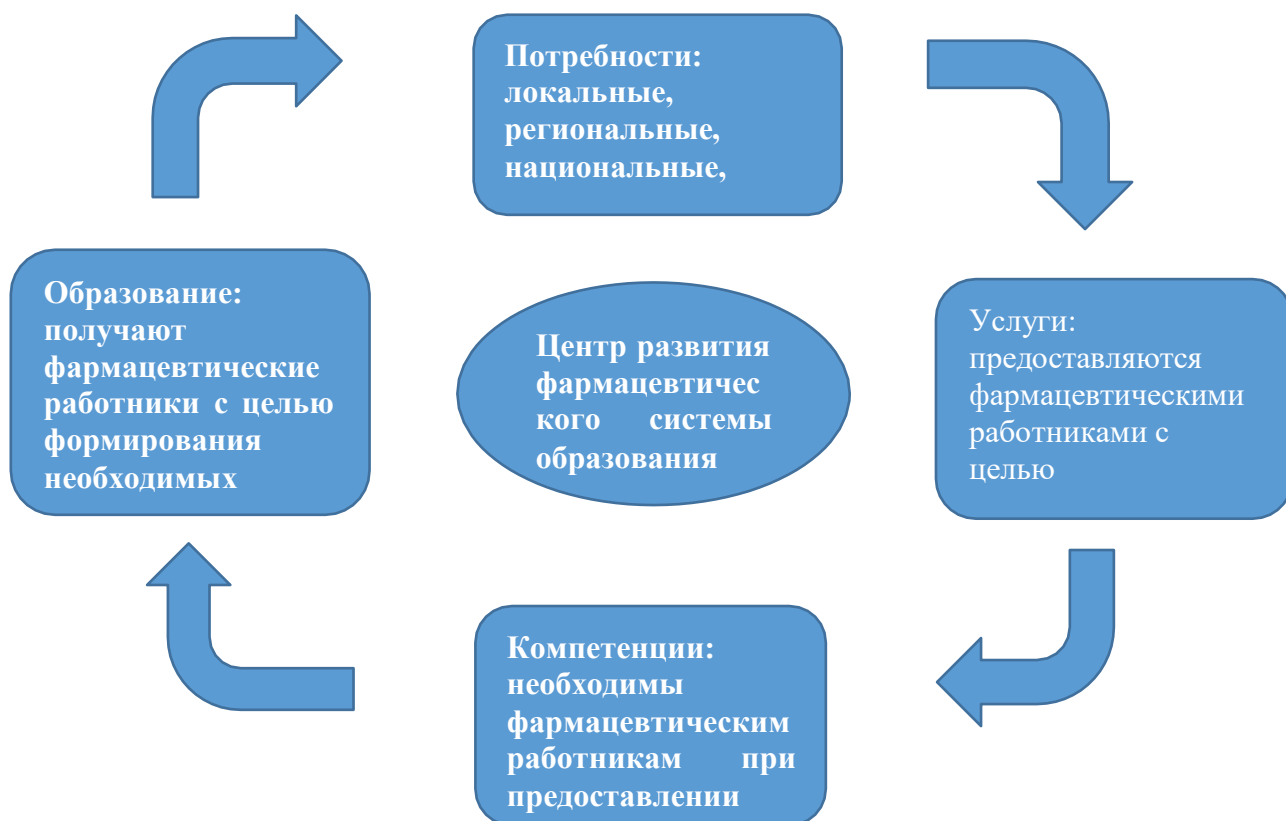 Потребности:
локальные,
региональные,
национальные,
Образование:
получают
фармацевтические
работники с целью
формирования
необходимых
Центр развития
фармацевтичес
кого системы
образования
Услуги:
предоставляются
фармацевтическими
работниками с
целью
Компетенции:
необходимы
фармацевтическим
работникам при
предоставлении